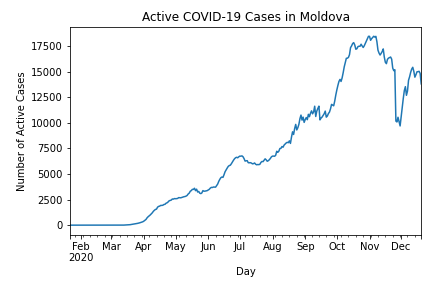 Active COVID-19 Cases in Moldova
Number of Active Cases
17500
15000
12500
10000
7500
5000
2500
0
Feb Mar Apr May Jun Jul Aug Sep Oct Nov Dec
2020
Day